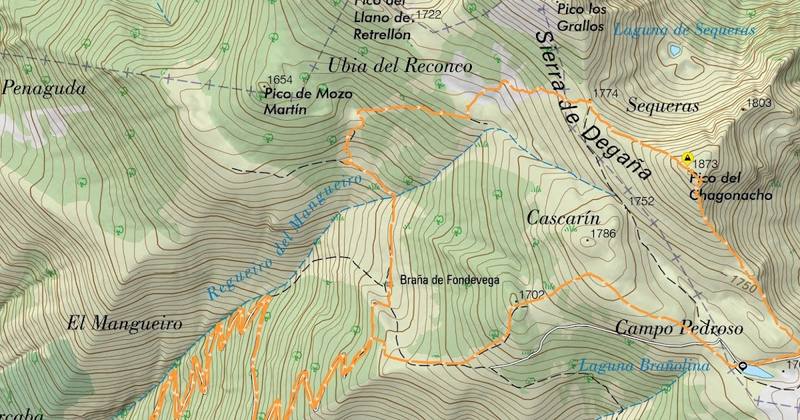 Pico del
Llano de
Retrellón
1722
Pico los
Grallos
Laguna de Sequeras
Sierra de Degaña
Ubia del Reconco
Penaguda
1654
Pico de Mozo
Martín
1774
Sequeras
1803
1873
Pico del
Chagonacho
Regueiro del Mangueiro
Cascarín
1752
1786
Braña de Fondevega
1702
1750
El Mangueiro
Campo Pedroso
Laguna Brañolina